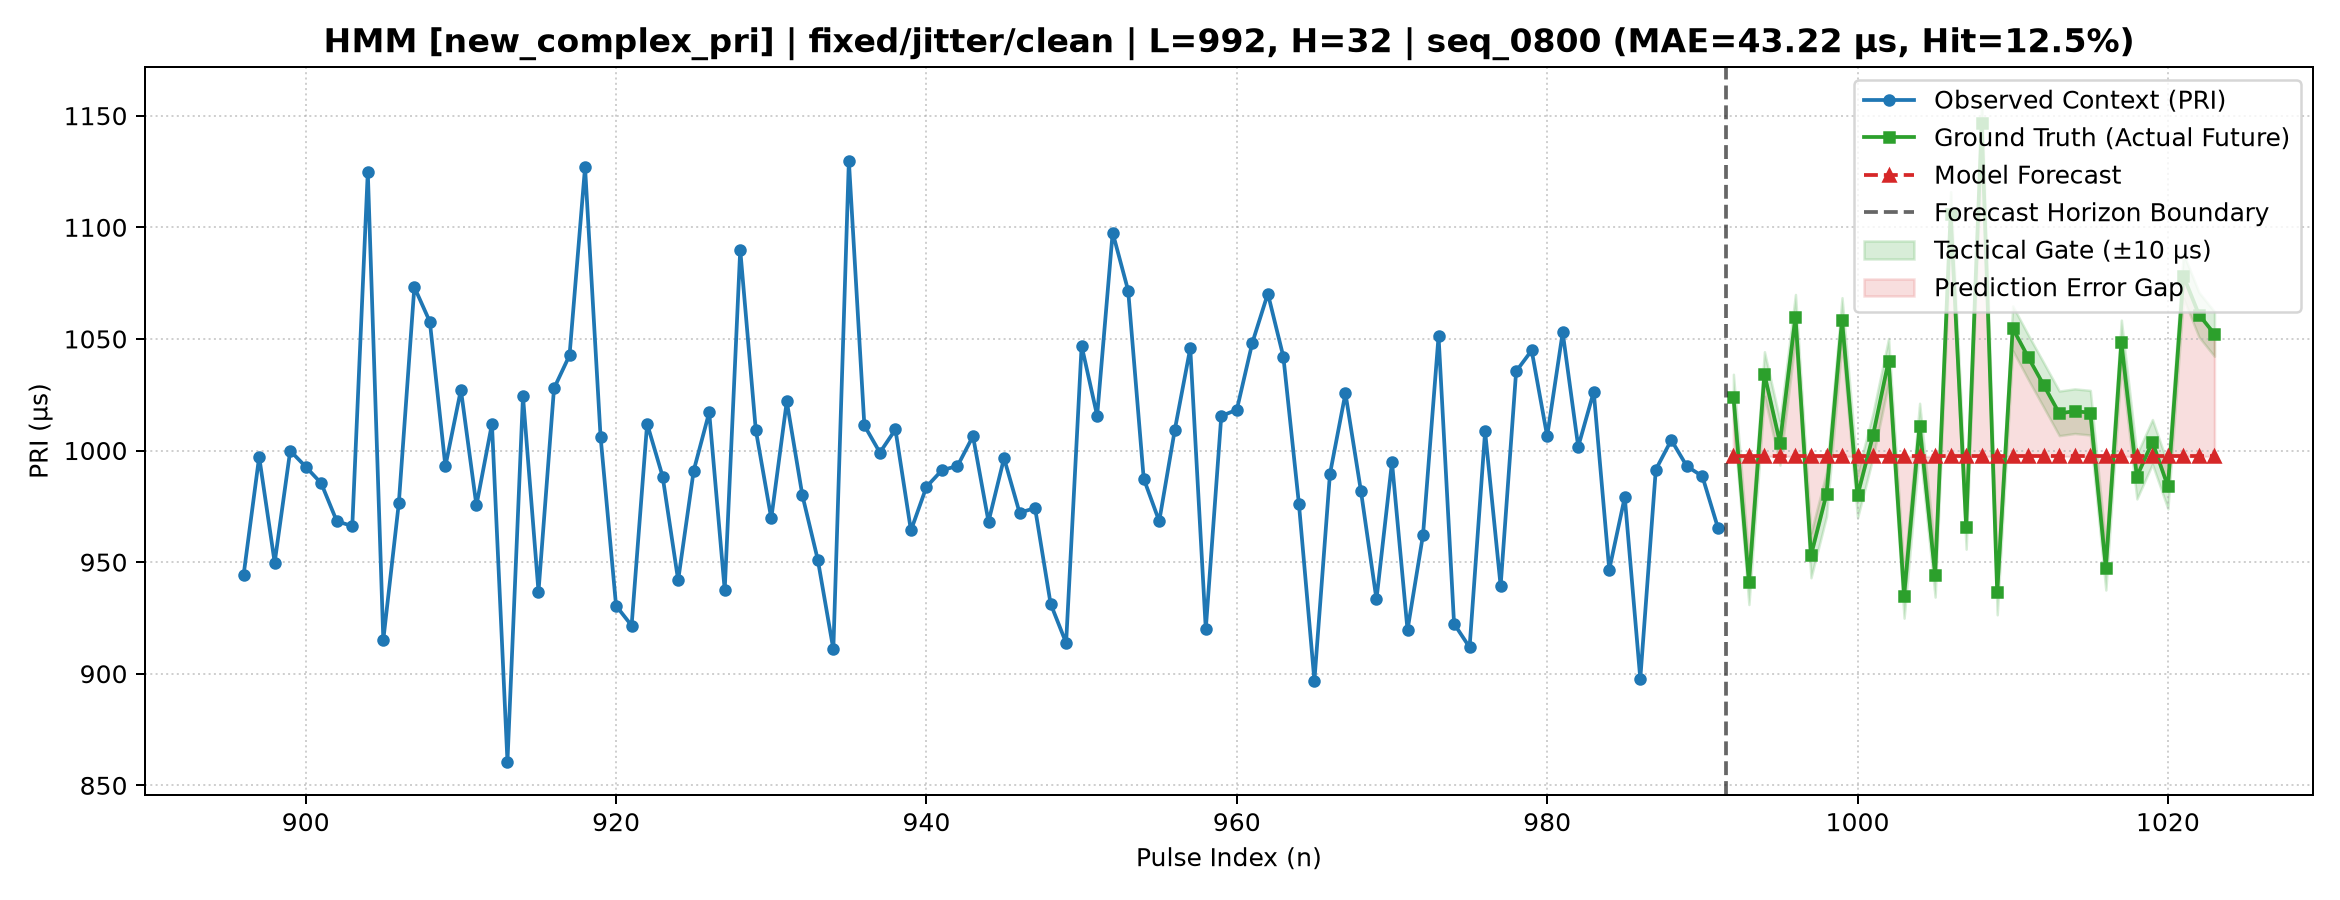 HMM [new_complex_pri] | fixed/jitter/clean | L=992, H=32 | seq_0800 (MAE=43.22 μs, Hit=12.5%)
PRI (μs)
1150
1100
1050
1000
950
900
850
Observed Context (PRI)
Ground Truth (Actual Future)
Model Forecast
Forecast Horizon Boundary
Tactical Gate (±10 μs)
Prediction Error Gap
900
920
940
960
980
1000
1020
Pulse Index (n)